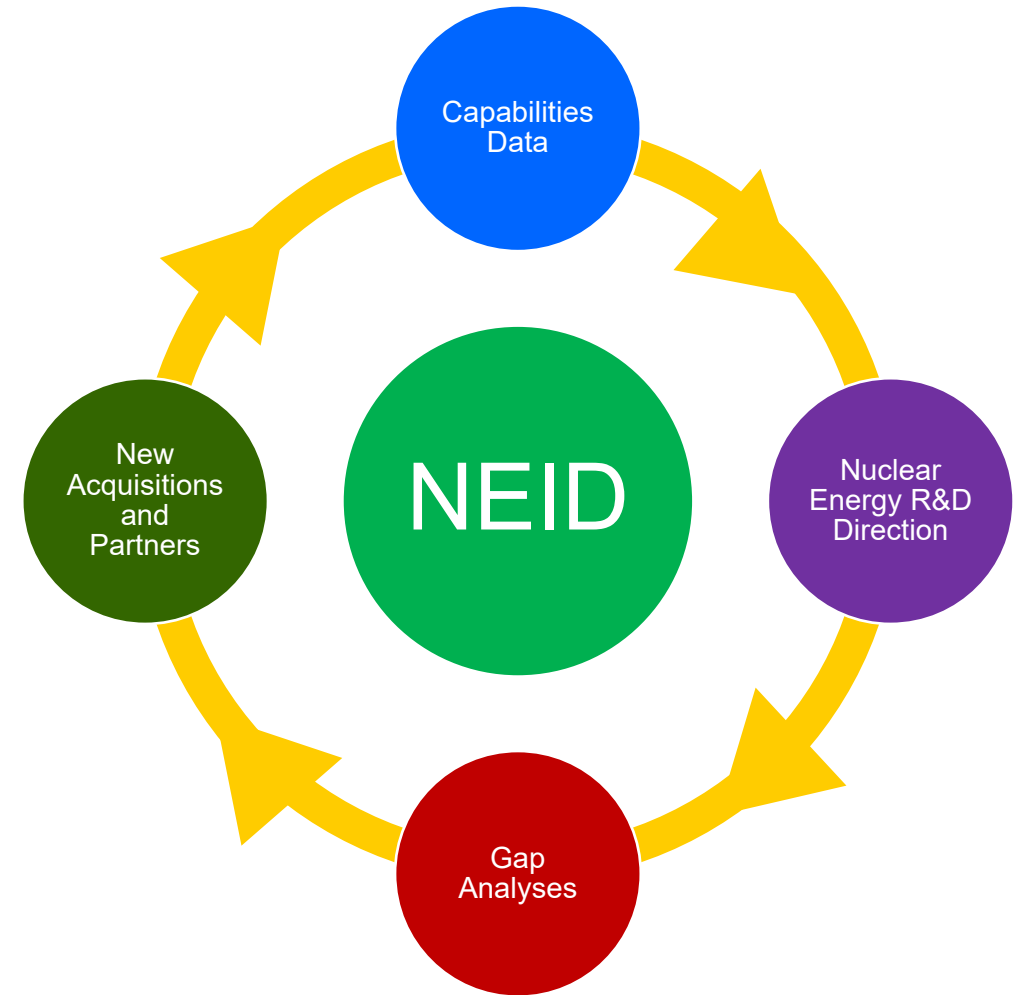 Capabilities
Data
New
Acquisitions
and
Partners
NEID
Nuclear
Energy R&D
Direction
Gap
Analyses